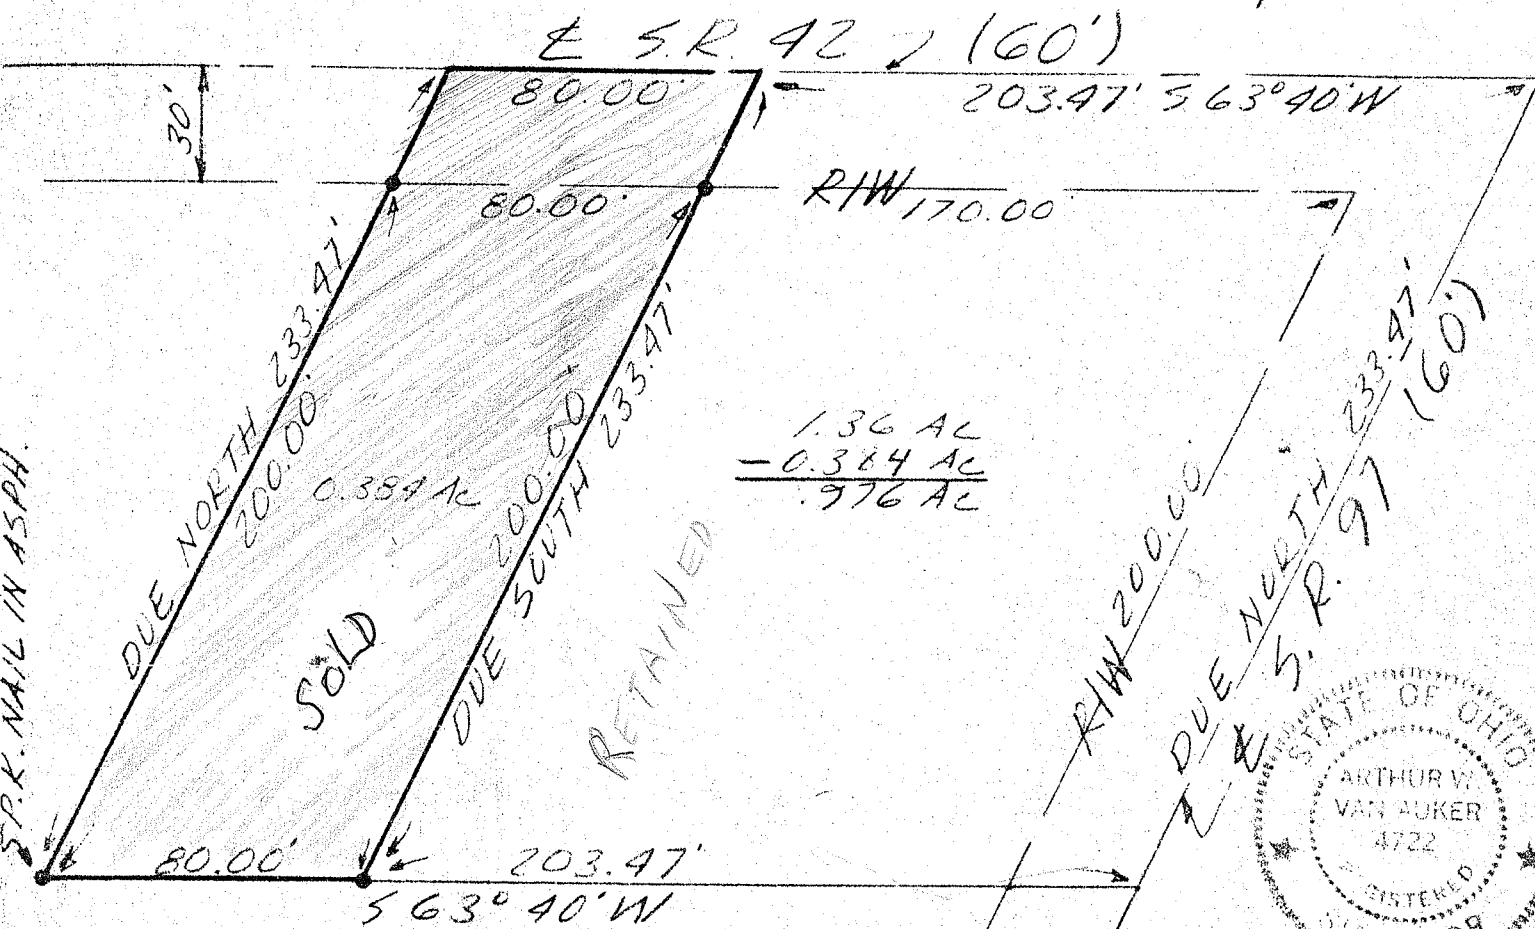 ℄ S.R. 42 (60')
80.00'
203.47' S 63° 40' W
30'
80.00'
R/W 170.00'
DUE NORTH 233.47'
200.00'
0.384 Ac
200.00'
DUE SOUTH 233.47'
1.36 Ac
- 0.384 Ac
.976 Ac
SOLD
RETAINED
R/W 200.00'
DUE NORTH 233.47'
℄ S.R. 97 (60')
S P.K. NAIL IN ASPH.
80.00'
203.47'
S 63° 40' W
STATE OF OHIO
ARTHUR W.
VAN AUKER
4722